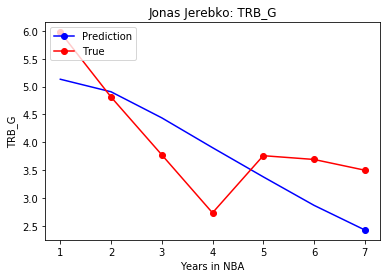 Jonas Jerebko: TRB_G
Prediction
True
6.0
5.5
5.0
4.5
4.0
3.5
3.0
2.5
TRB_G
1 2 3 4 5 6 7
Years in NBA